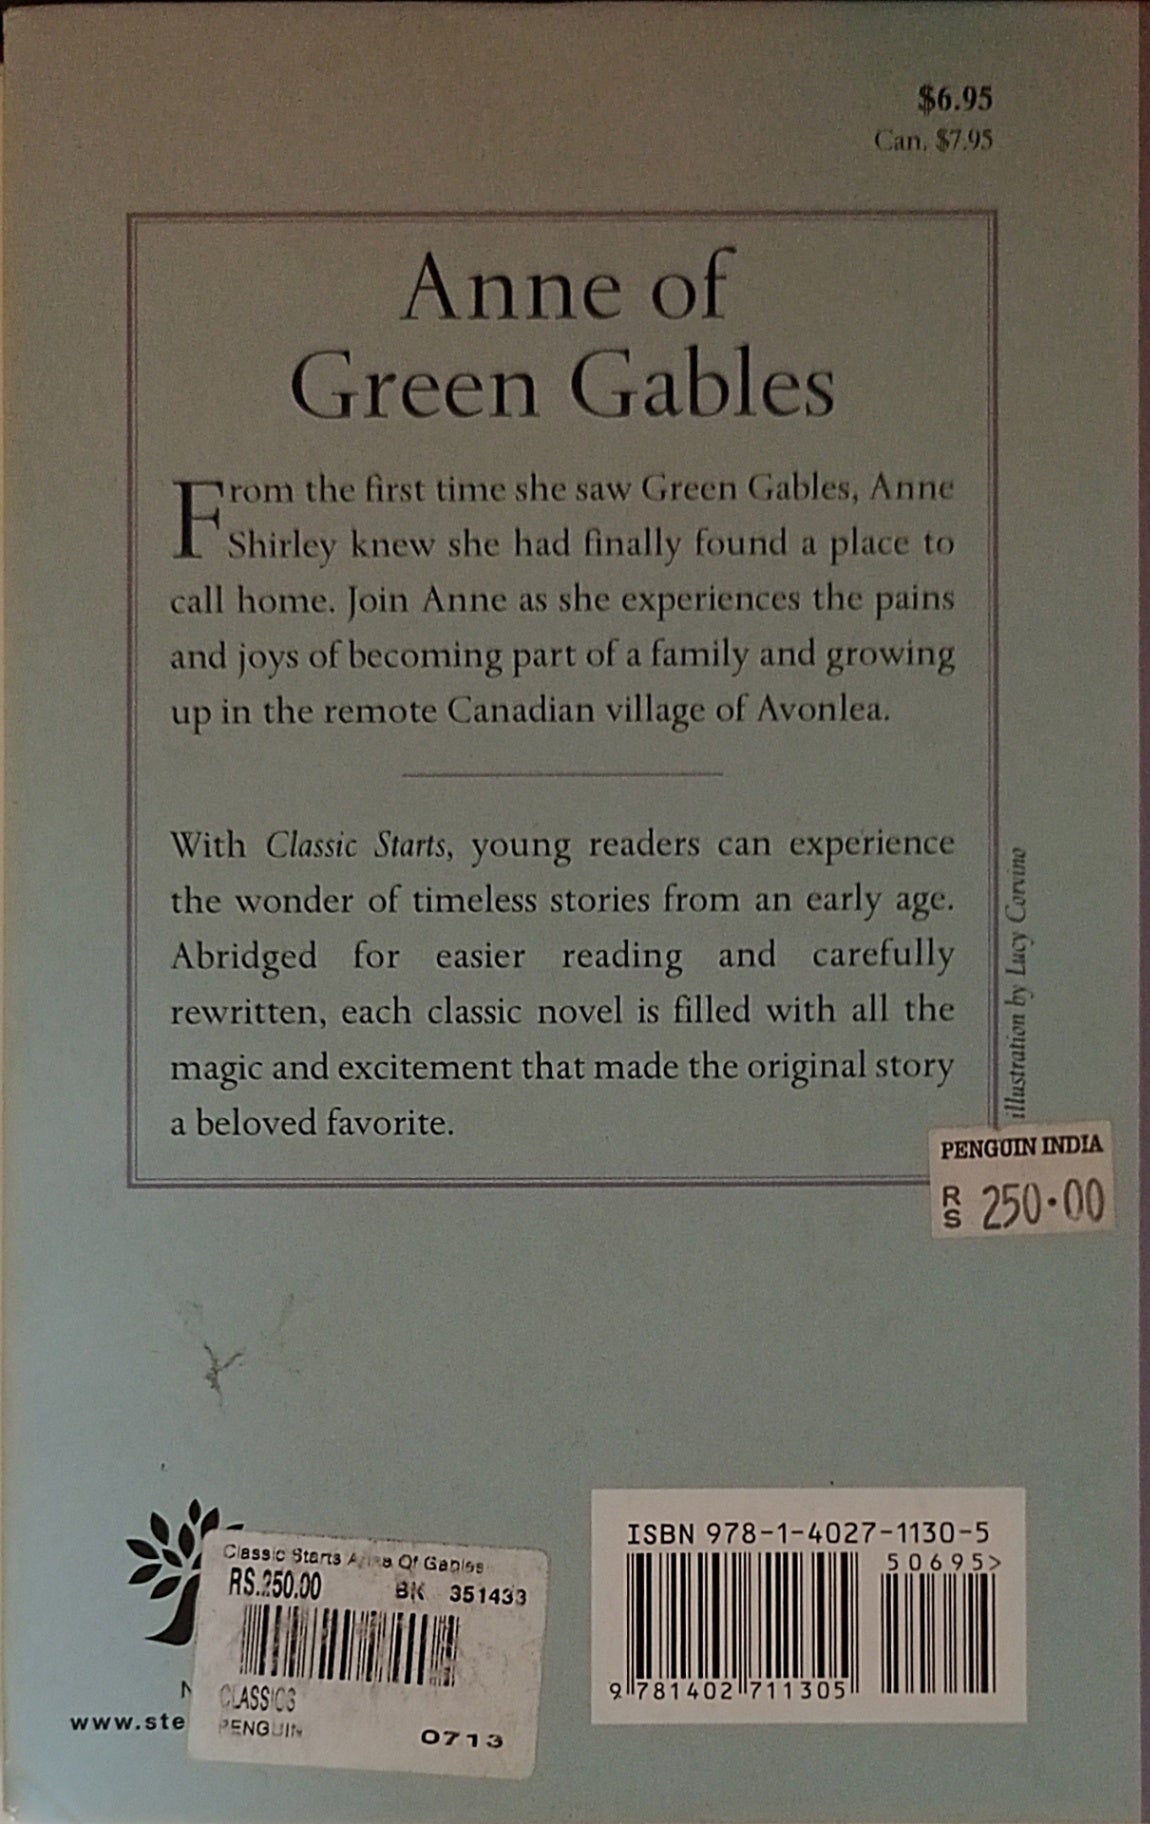 $6.95
Can. $7.95
Anne of
Green Gables
From the first time she saw Green Gables, Anne
Shirley knew she had finally found a place to
call home. Join Anne as she experiences the pains
and joys of becoming part of a family and growing
up in the remote Canadian village of Avonlea.
With Classic Starts, young readers can experience
the wonder of timeless stories from an early age.
Abridged for easier reading and carefully
rewritten, each classic novel is filled with all the
magic and excitement that made the original story
a beloved favorite.
illustration by Lucy Corvino
PENGUIN INDIA
RS 250.00
ISBN 978-1-4027-1130-5
50695>
9 781402 711305
Classic Starts Of Gables
RS.250.00 BK 351433
CLASSICS
PENGUIN 0713
N
www.ste